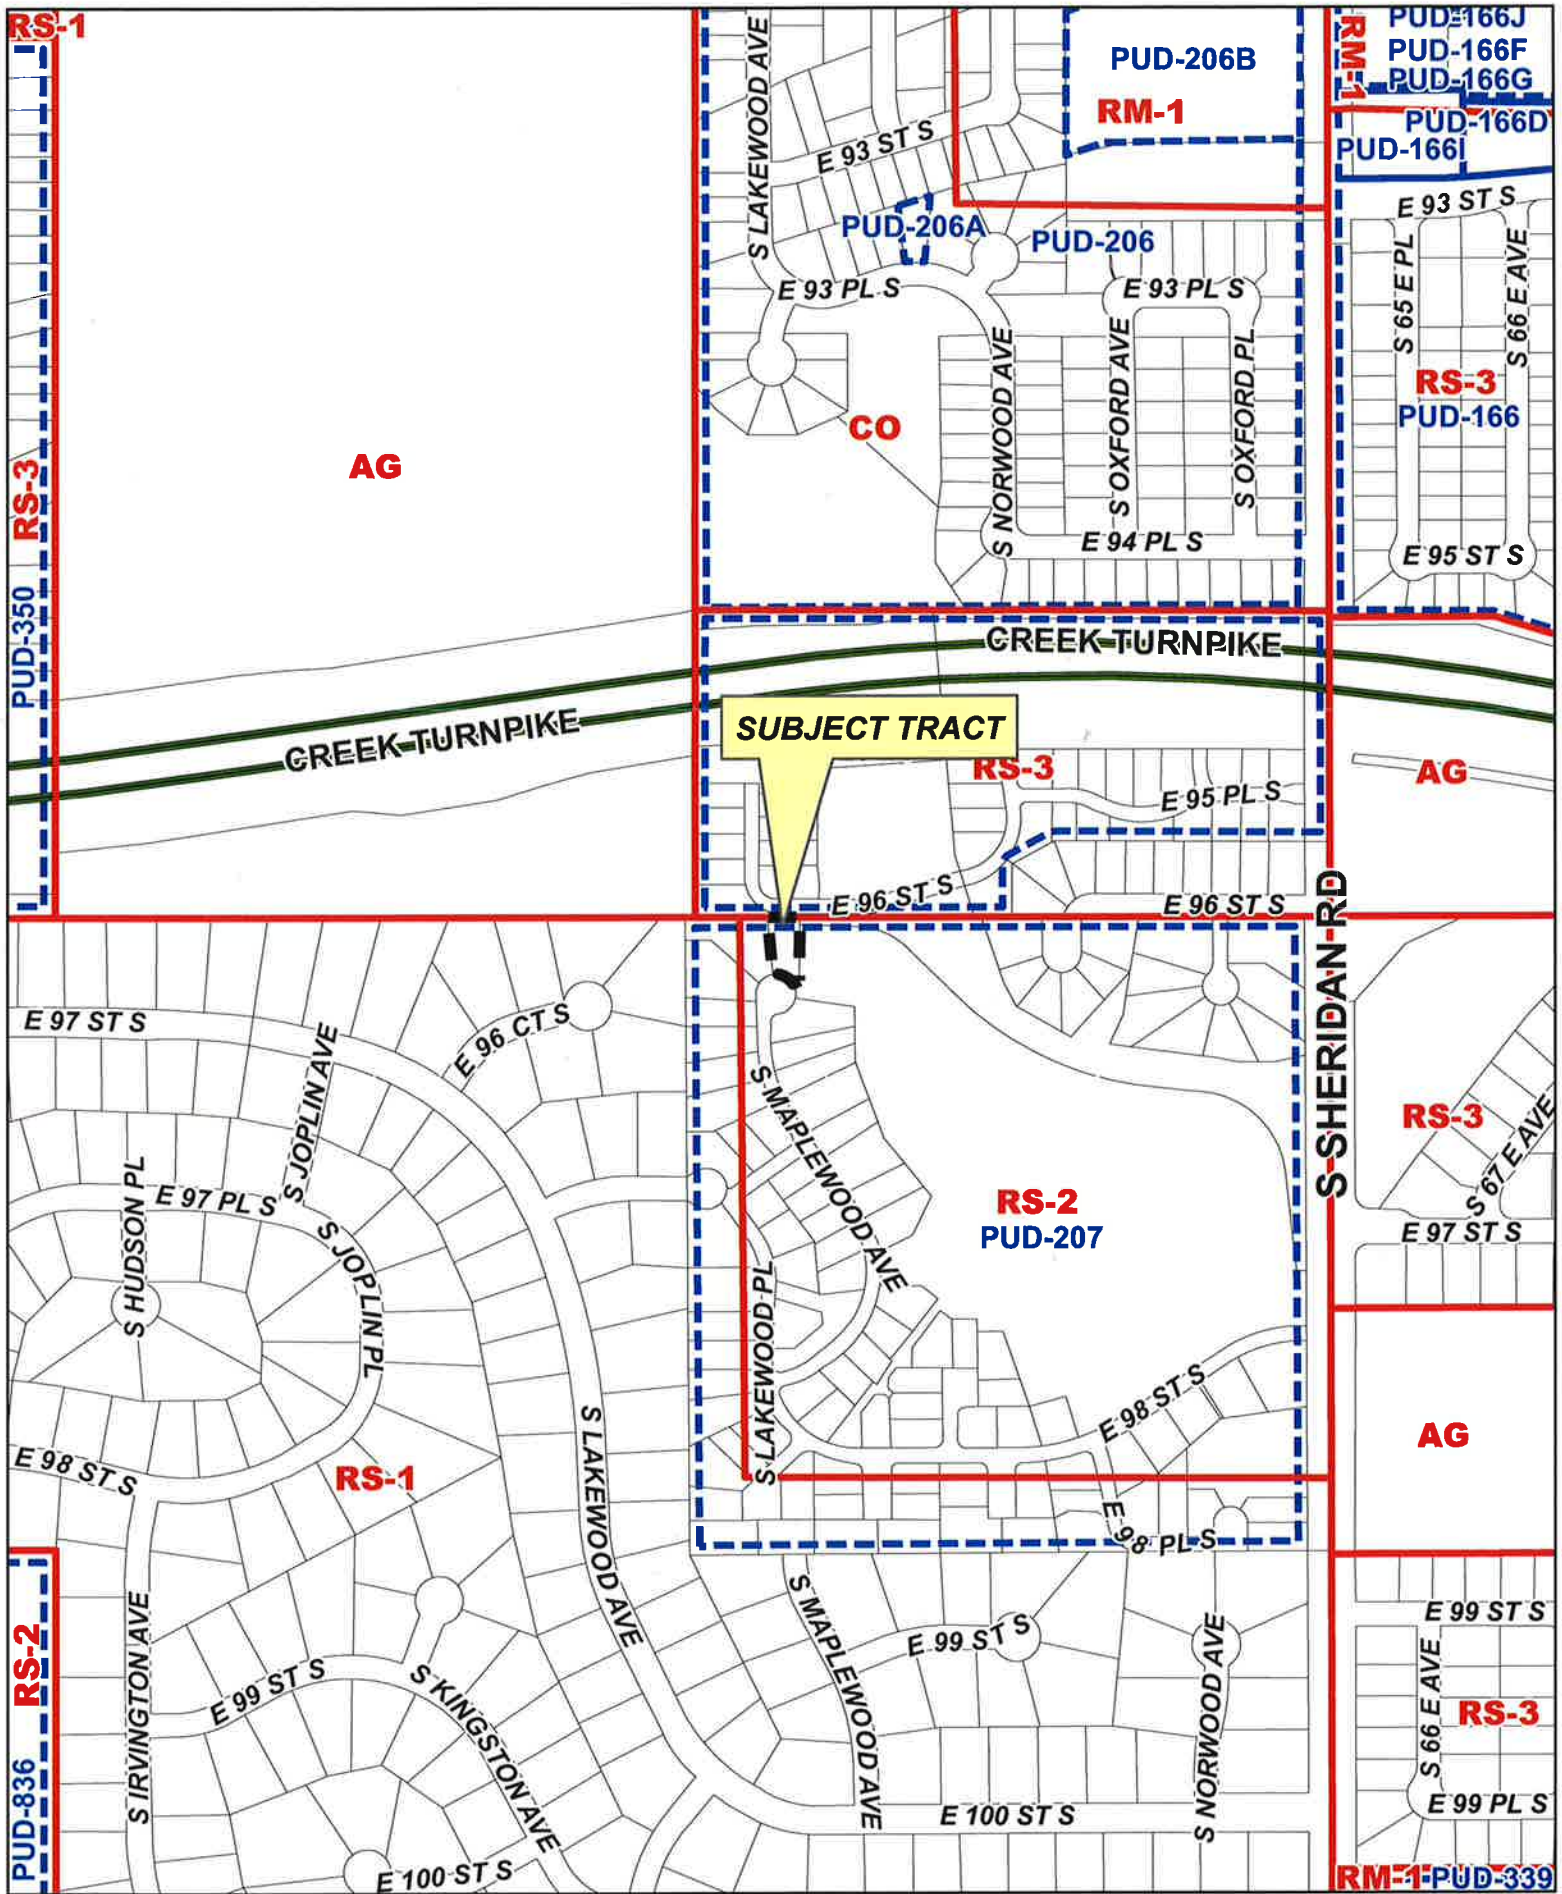 RS-1
S LAKEWOOD AVE
PUD-206B
RM-1
RM-1
PUD-166J
PUD-166F
PUD-166G
PUD-166D
PUD-166I
E 93 ST S
E 93 ST S
PUD-206A
PUD-206
E 93 PL S
E 93 PL S
S 65 E PL
S 66 E AVE
RS-3
PUD-166
CO
S NORWOOD AVE
S OXFORD AVE
S OXFORD PL
AG
RS-3
PUD-350
E 94 PL S
E 95 ST S
CREEK TURNPIKE
CREEK TURNPIKE
SUBJECT TRACT
RS-3
AG
E 95 PL S
E 96 ST S
E 96 ST S
S SHERIDAN RD
E 97 ST S
E 96 CT S
S JOPLIN AVE
S MAPLEWOOD AVE
RS-3
S 67 E AVE
S HUDSON PL
E 97 PL S
S JOPLIN PL
RS-2
PUD-207
E 97 ST S
S LAKEWOOD PL
E 98 ST S
AG
E 98 ST S
RS-1
S LAKEWOOD AVE
E 98 PL S
RS-2
PUD-836
S IRVINGTON AVE
E 99 ST S
S KINGSTON AVE
S MAPLEWOOD AVE
E 99 ST S
S NORWOOD AVE
E 99 ST S
S 66 E AVE
RS-3
E 100 ST S
E 99 PL S
E 100 ST S
RM-1
PUD-339